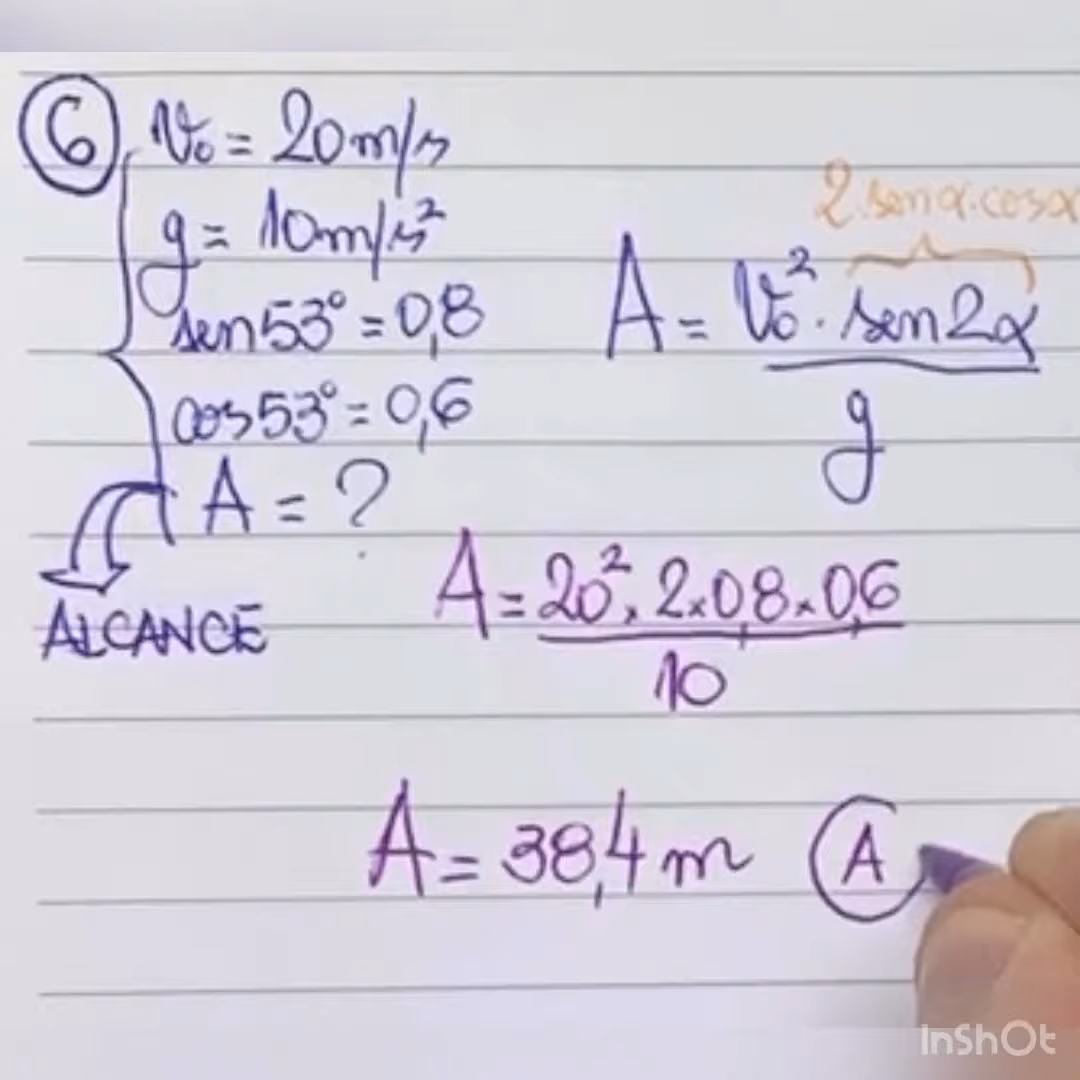 6
V₀ = 20m/s
g = 10m/s²
sen53° = 0,8
cos53° = 0,6
A = ?
ALCANCE
2.senα.cosα
A = V₀² . sen2α
g
A = 20² × 2×0,8×0,6
10
A = 38,4 m A
InShOt